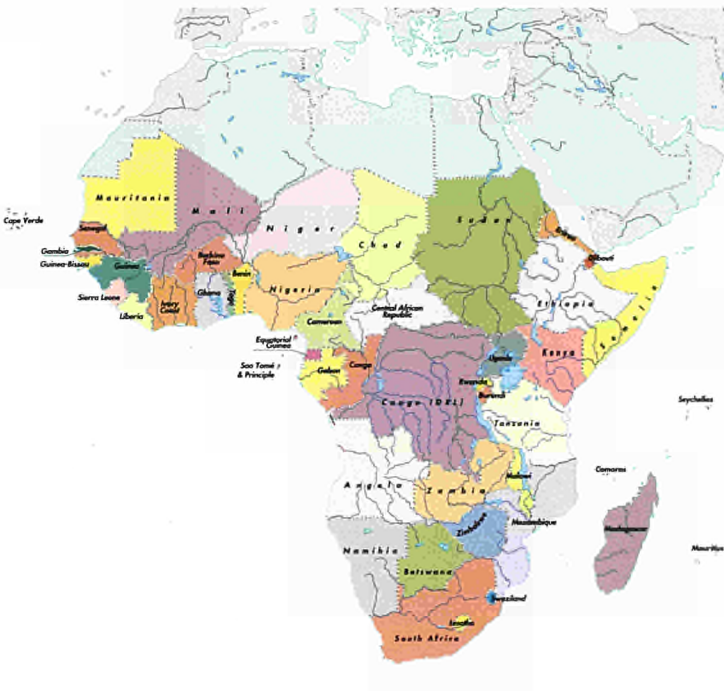 Mauritania
Mali
Niger
Chad
Sudan
Cape Verde
Senegal
Gambia
Guinea-Bissau
Guinea
Burkina
Faso
Benin
Nigeria
Djibouti
Ethiopia
Somalia
Sierra Leone
Liberia
Ivory
Coast
Ghana
Togo
Cameroon
Central African
Republic
Equatorial
Guinea
Sao Tomé
& Principle
Gabon
Congo
Uganda
Kenya
Rwanda
Burundi
Congo (DRC)
Tanzania
Seychelles
Angola
Zambia
Malawi
Comoros
Mozambique
Zimbabwe
Madagascar
Mauritius
Namibia
Botswana
Swaziland
Lesotho
South Africa